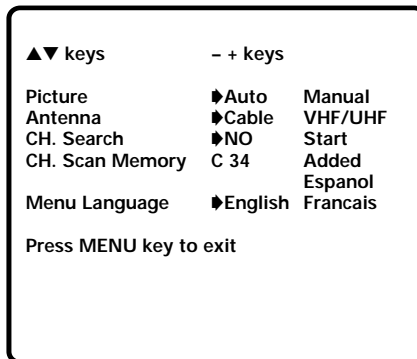 ▲▼ keys – + keys
Picture ➧Auto Manual
Antenna ➧Cable VHF/UHF
CH. Search ➧NO Start
CH. Scan Memory C 34 Added
Espanol
Menu Language ➧English Francais
Press MENU key to exit